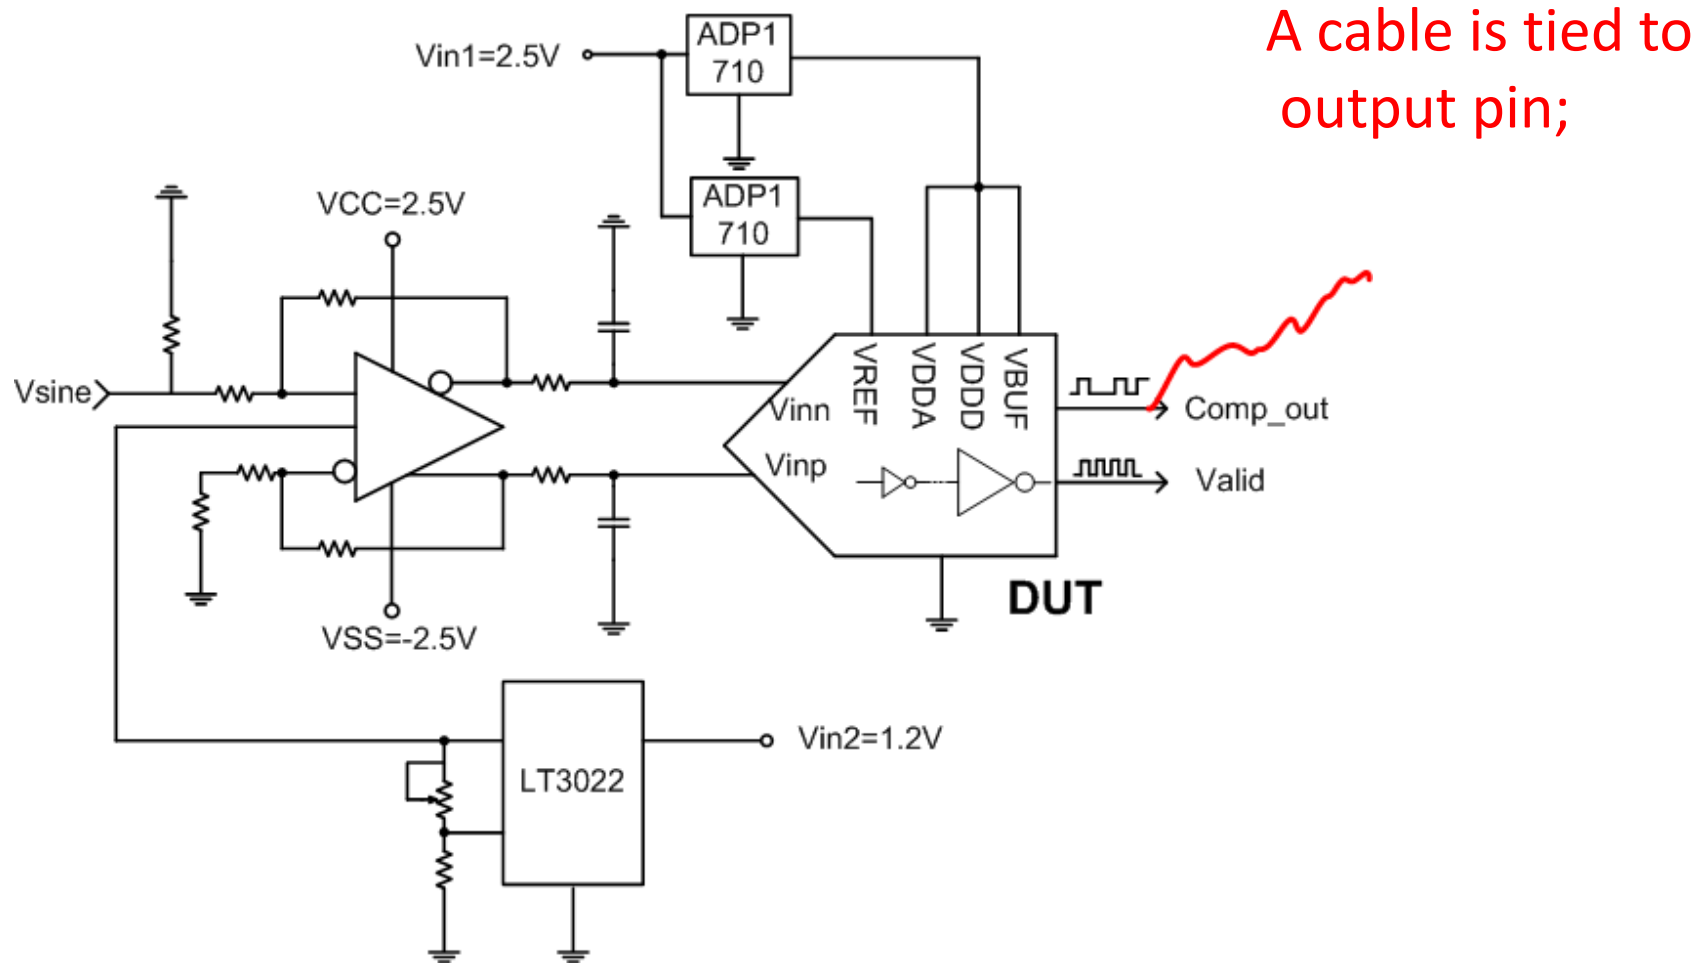 A cable is tied to
output pin;
Vin1=2.5V
ADP1
710
ADP1
710
VCC=2.5V
Vsine
VREF
VDDA
VDDD
VBUF
Vinn
Vinp
Comp_out
Valid
DUT
VSS=-2.5V
LT3022
Vin2=1.2V